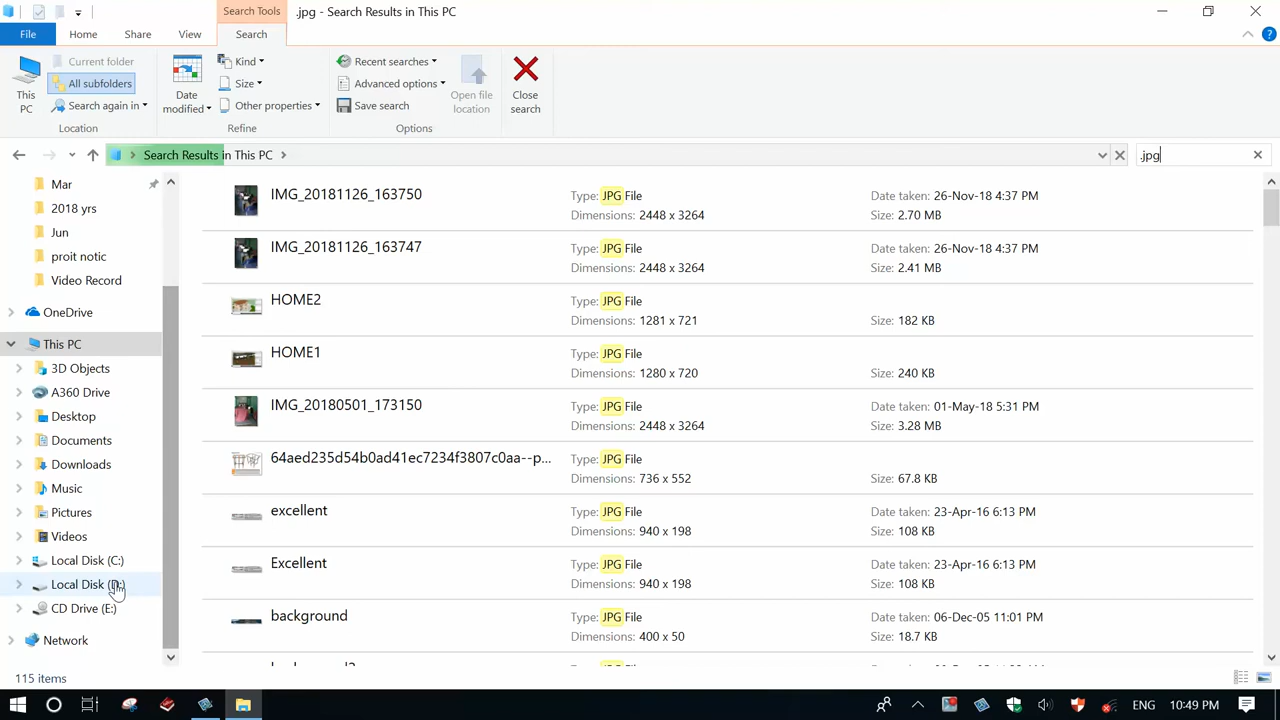 Search Tools
.jpg - Search Results in This PC
File
Home
Share
View
Search
This PC
Current folder
All subfolders
Search again in
Location
Date modified
Kind
Size
Other properties
Refine
Recent searches
Advanced options
Save search
Options
Open file location
Close search
Search Results in This PC
.jpg
Mar
2018 yrs
Jun
proit notic
Video Record
OneDrive
This PC
3D Objects
A360 Drive
Desktop
Documents
Downloads
Music
Pictures
Videos
Local Disk (C:)
Local Disk (D:)
CD Drive (E:)
Network
IMG_20181126_163750
Type: JPG File
Date taken: 26-Nov-18 4:37 PM
Dimensions: 2448 x 3264
Size: 2.70 MB
IMG_20181126_163747
Type: JPG File
Date taken: 26-Nov-18 4:37 PM
Dimensions: 2448 x 3264
Size: 2.41 MB
HOME2
Type: JPG File
Dimensions: 1281 x 721
Size: 182 KB
HOME1
Type: JPG File
Dimensions: 1280 x 720
Size: 240 KB
IMG_20180501_173150
Type: JPG File
Date taken: 01-May-18 5:31 PM
Dimensions: 2448 x 3264
Size: 3.28 MB
64aed235d54b0ad41ec7234f3807c0aa--p...
Type: JPG File
Dimensions: 736 x 552
Size: 67.8 KB
excellent
Type: JPG File
Date taken: 23-Apr-16 6:13 PM
Dimensions: 940 x 198
Size: 108 KB
Excellent
Type: JPG File
Date taken: 23-Apr-16 6:13 PM
Dimensions: 940 x 198
Size: 108 KB
background
Type: JPG File
Date taken: 06-Dec-05 11:01 PM
Dimensions: 400 x 50
Size: 18.7 KB
115 items
ENG
10:49 PM